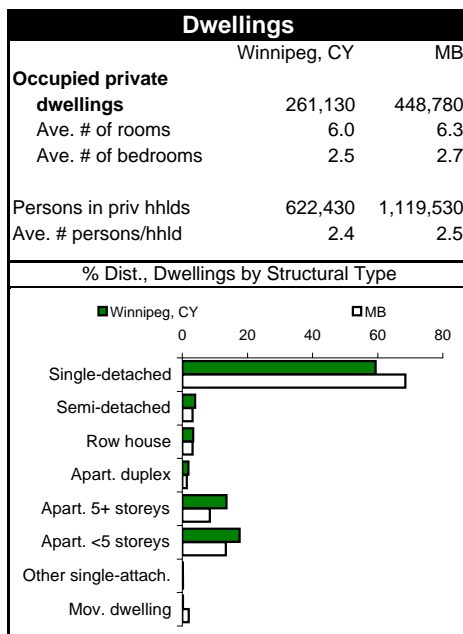 Dwellings
Winnipeg, CY MB
Occupied private
dwellings 261,130 448,780
Ave. # of rooms 6.0 6.3
Ave. # of bedrooms 2.5 2.7
Persons in priv hhlds 622,430 1,119,530
Ave. # persons/hhld 2.4 2.5
% Dist., Dwellings by Structural Type
Winnipeg, CY MB
0 20 40 60 80
Single-detached
Semi-detached
Row house
Apart. duplex
Apart. 5+ storeys
Apart. <5 storeys
Other single-attach.
Mov. dwelling